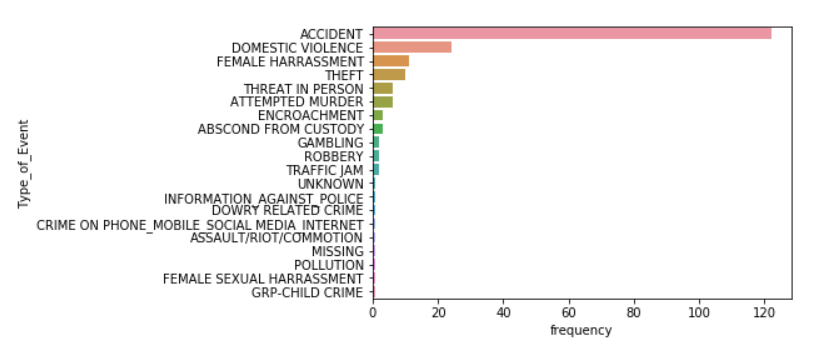 ACCIDENT
DOMESTIC VIOLENCE
FEMALE HARRASSMENT
THEFT
THREAT IN PERSON
ATTEMPTED MURDER
ENCROACHMENT
ABSCOND FROM CUSTODY
GAMBLING
ROBBERY
TRAFFIC JAM
UNKNOWN
INFORMATION_AGAINST_POLICE
DOWRY RELATED CRIME
CRIME ON PHONE_MOBILE_SOCIAL MEDIA_INTERNET
ASSAULT/RIOT/COMMOTION
MISSING
POLLUTION
FEMALE SEXUAL HARRASSMENT
GRP-CHILD CRIME
Type_of_Event
0 20 40 60 80 100 120
frequency